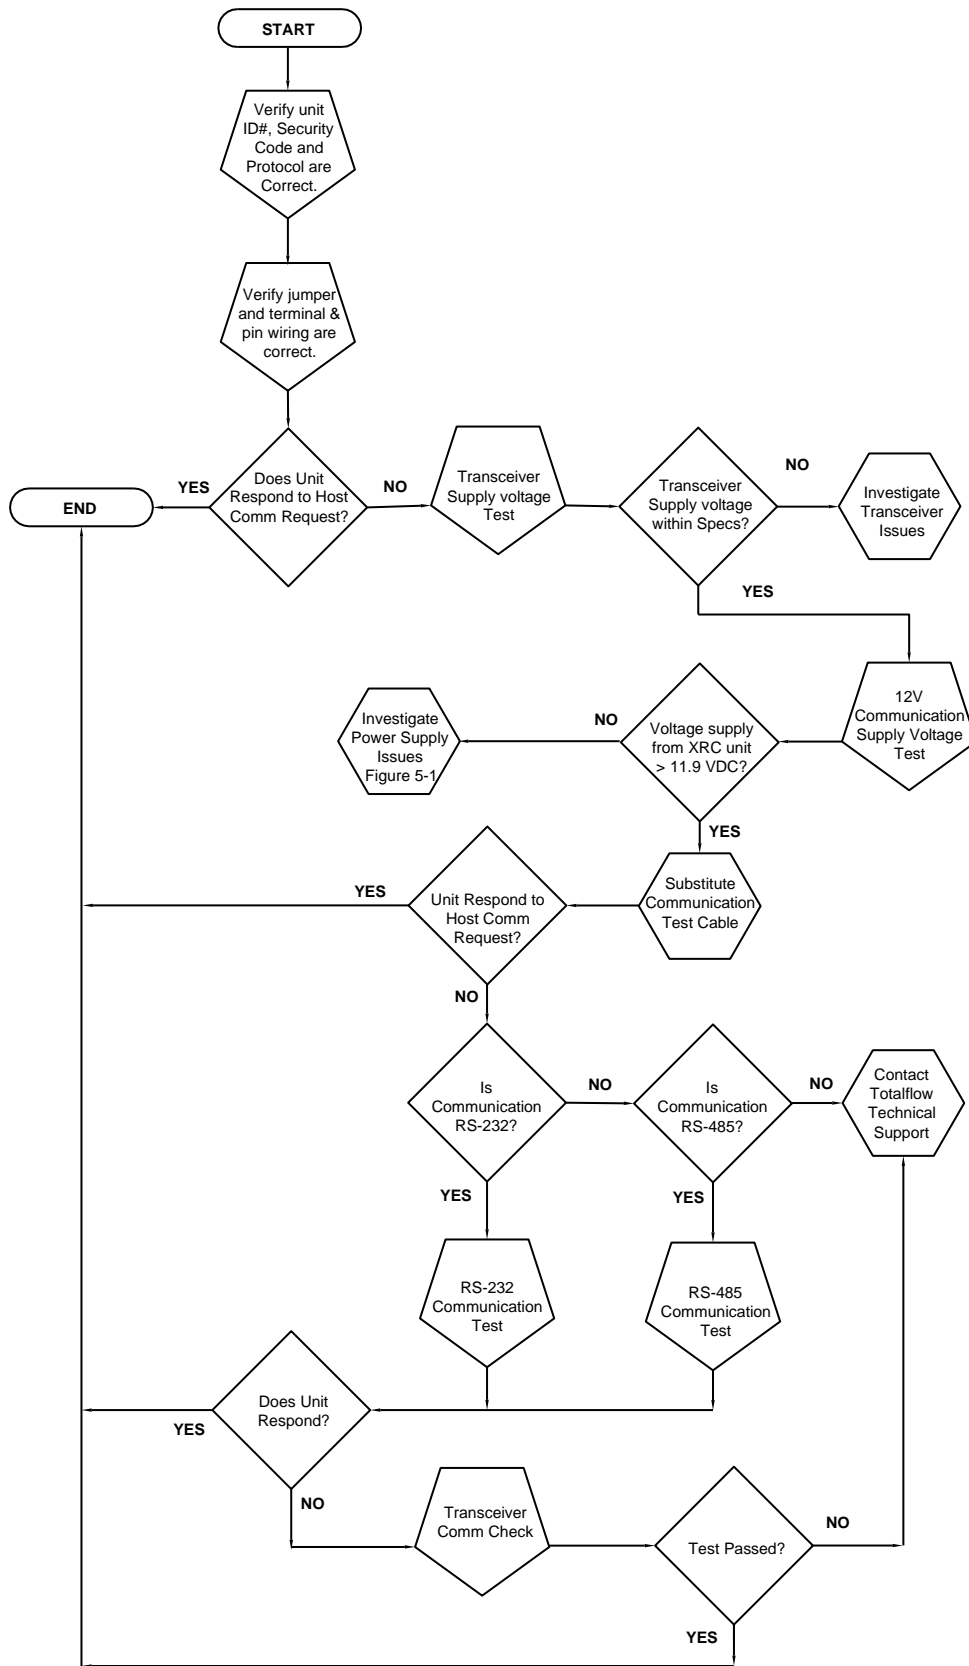 START
Verify unit
ID#, Security
Code and
Protocol are
Correct.
Verify jumper
and terminal &
pin wiring are
correct.
Does Unit
Respond to Host
Comm Request?
YES
END
NO
Transceiver
Supply voltage
Test
Transceiver
Supply voltage
within Specs?
NO
Investigate
Transceiver
Issues
YES
12V
Communication
Supply Voltage
Test
Voltage supply
from XRC unit
> 11.9 VDC?
NO
Investigate
Power Supply
Issues
Figure 5-1
YES
Substitute
Communication
Test Cable
Unit Respond to
Host Comm
Request?
YES
NO
Is
Communication
RS-232?
NO
Is
Communication
RS-485?
NO
Contact
Totalflow
Technical
Support
YES
YES
RS-232
Communication
Test
RS-485
Communication
Test
Does Unit
Respond?
YES
NO
Transceiver
Comm Check
Test Passed?
NO
YES